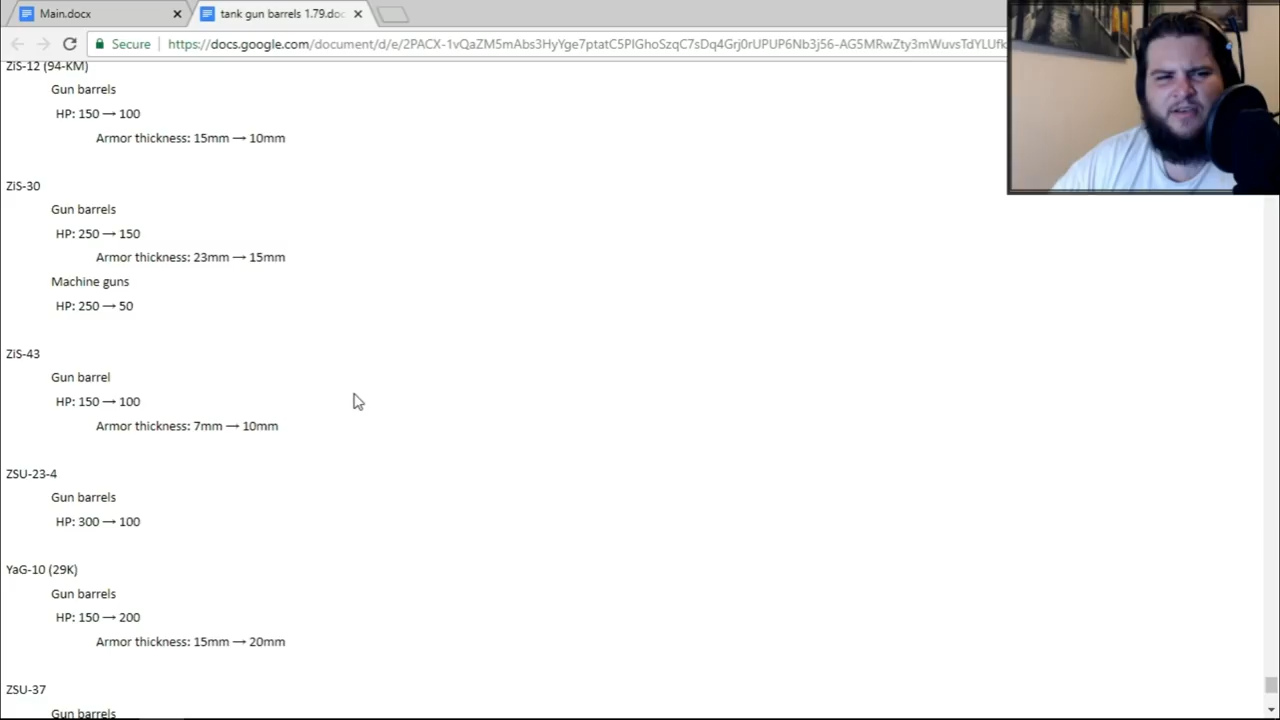 Main.docx
tank gun barrels 1.79.doc
Secure
https://docs.google.com/document/d/e/2PACX-1vQaZM5mAbs3HyYge7ptatC5PIGhoSzqC7sDq4Grj0rUPUP6Nb3j56-AG5MRwZty3mWuvsTdYLUfk
ZiS-12 (94-KM)
Gun barrels
HP: 150 → 100
Armor thickness: 15mm → 10mm
ZiS-30
Gun barrels
HP: 250 → 150
Armor thickness: 23mm → 15mm
Machine guns
HP: 250 → 50
ZiS-43
Gun barrel
HP: 150 → 100
Armor thickness: 7mm → 10mm
ZSU-23-4
Gun barrels
HP: 300 → 100
YaG-10 (29K)
Gun barrels
HP: 150 → 200
Armor thickness: 15mm → 20mm
ZSU-37
Gun barrels